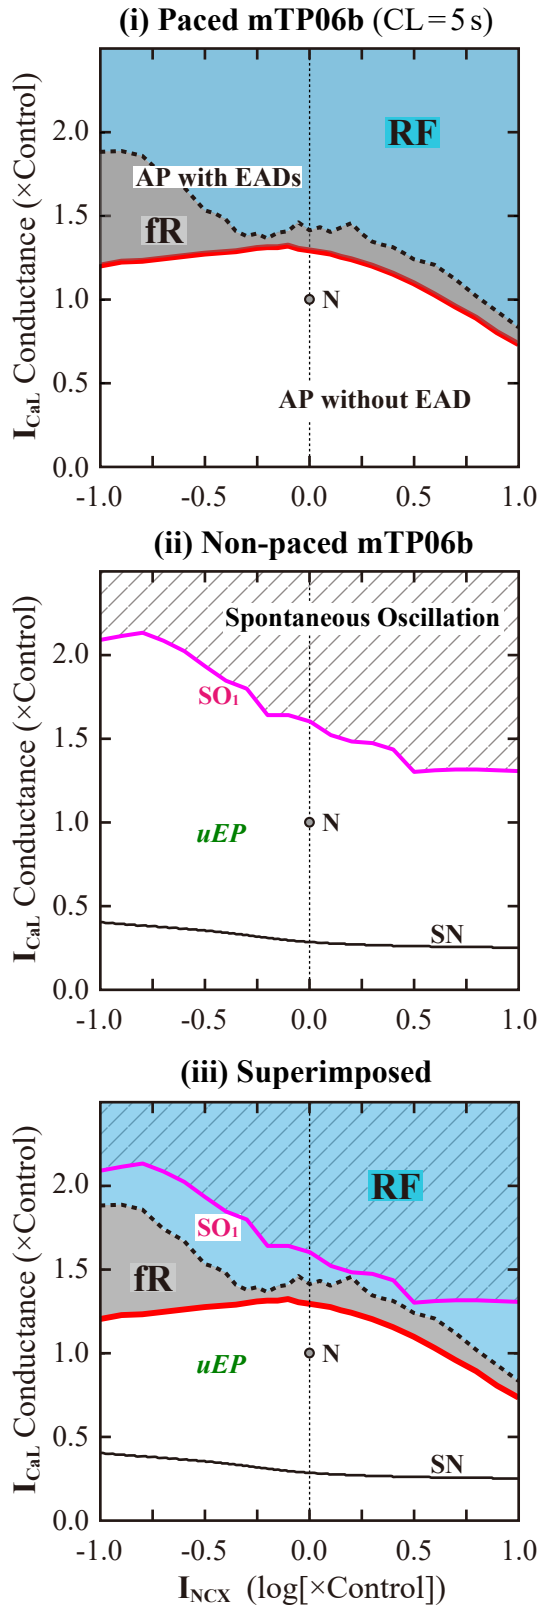 (i) Paced mTP06b (CL = 5 s)
I_CaL Conductance (×Control)
2.0
1.5
1.0
0.5
0.0
RF
AP with EADs
fR
N
AP without EAD
-1.0 -0.5 0.0 0.5 1.0
(ii) Non-paced mTP06b
I_CaL Conductance (×Control)
2.0
1.5
1.0
0.5
0.0
Spontaneous Oscillation
SO₁
N
uEP
SN
-1.0 -0.5 0.0 0.5 1.0
(iii) Superimposed
I_CaL Conductance (×Control)
2.0
1.5
1.0
0.5
0.0
RF
SO₁
fR
N
uEP
SN
-1.0 -0.5 0.0 0.5 1.0
I_NCX (log[×Control])